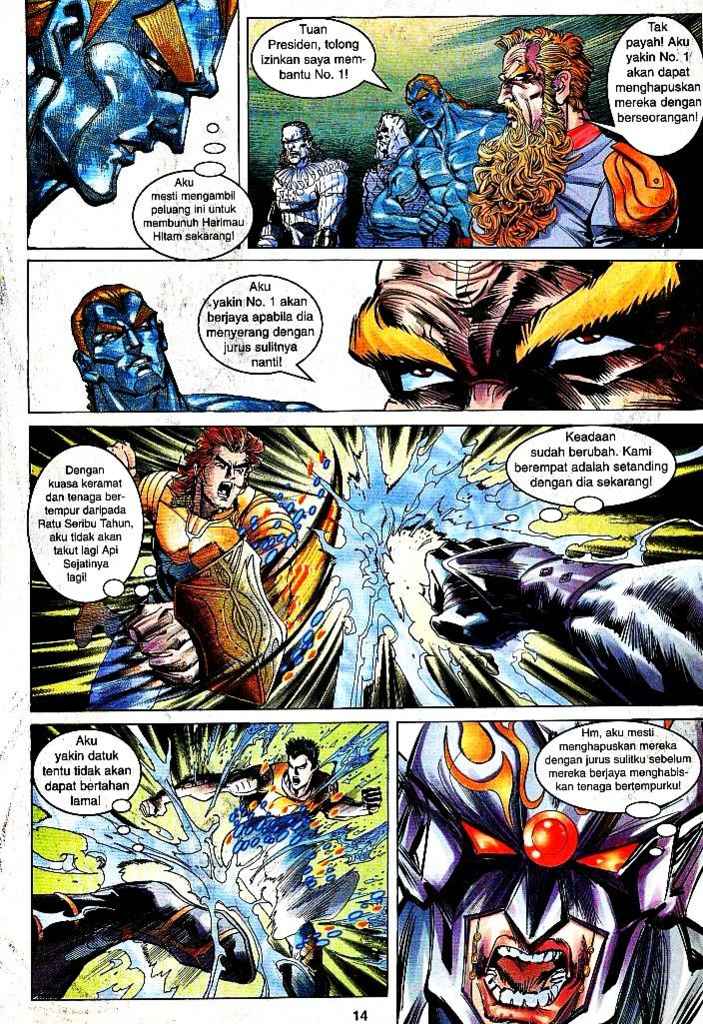 Aku
mesti mengambil
peluang ini untuk
membunuh Harimau
Hitam sekarang!
Tuan
Presiden, tolong
izinkan saya mem-
bantu No. 1!
Tak
payah! Aku
yakin No. 1
akan dapat
menghapuskan
mereka dengan
berseorangan!
Aku
yakin No. 1 akan
berjaya apabila dia
menyerang dengan
jurus sulitnya
nanti!
Dengan
kuasa keramat
dan tenaga ber-
tempur daripada
Ratu Seribu Tahun,
aku tidak akan
takut lagi Api
Sejatinya
lagi!
Keadaan
sudah berubah. Kami
berempat adalah setanding
dengan dia sekarang!
Aku
yakin datuk
tentu tidak akan
dapat bertahan
lama!
Hm, aku mesti
menghapuskan mereka
dengan jurus sulitku sebelum
mereka berjaya menghabis-
kan tenaga bertempurku!
14